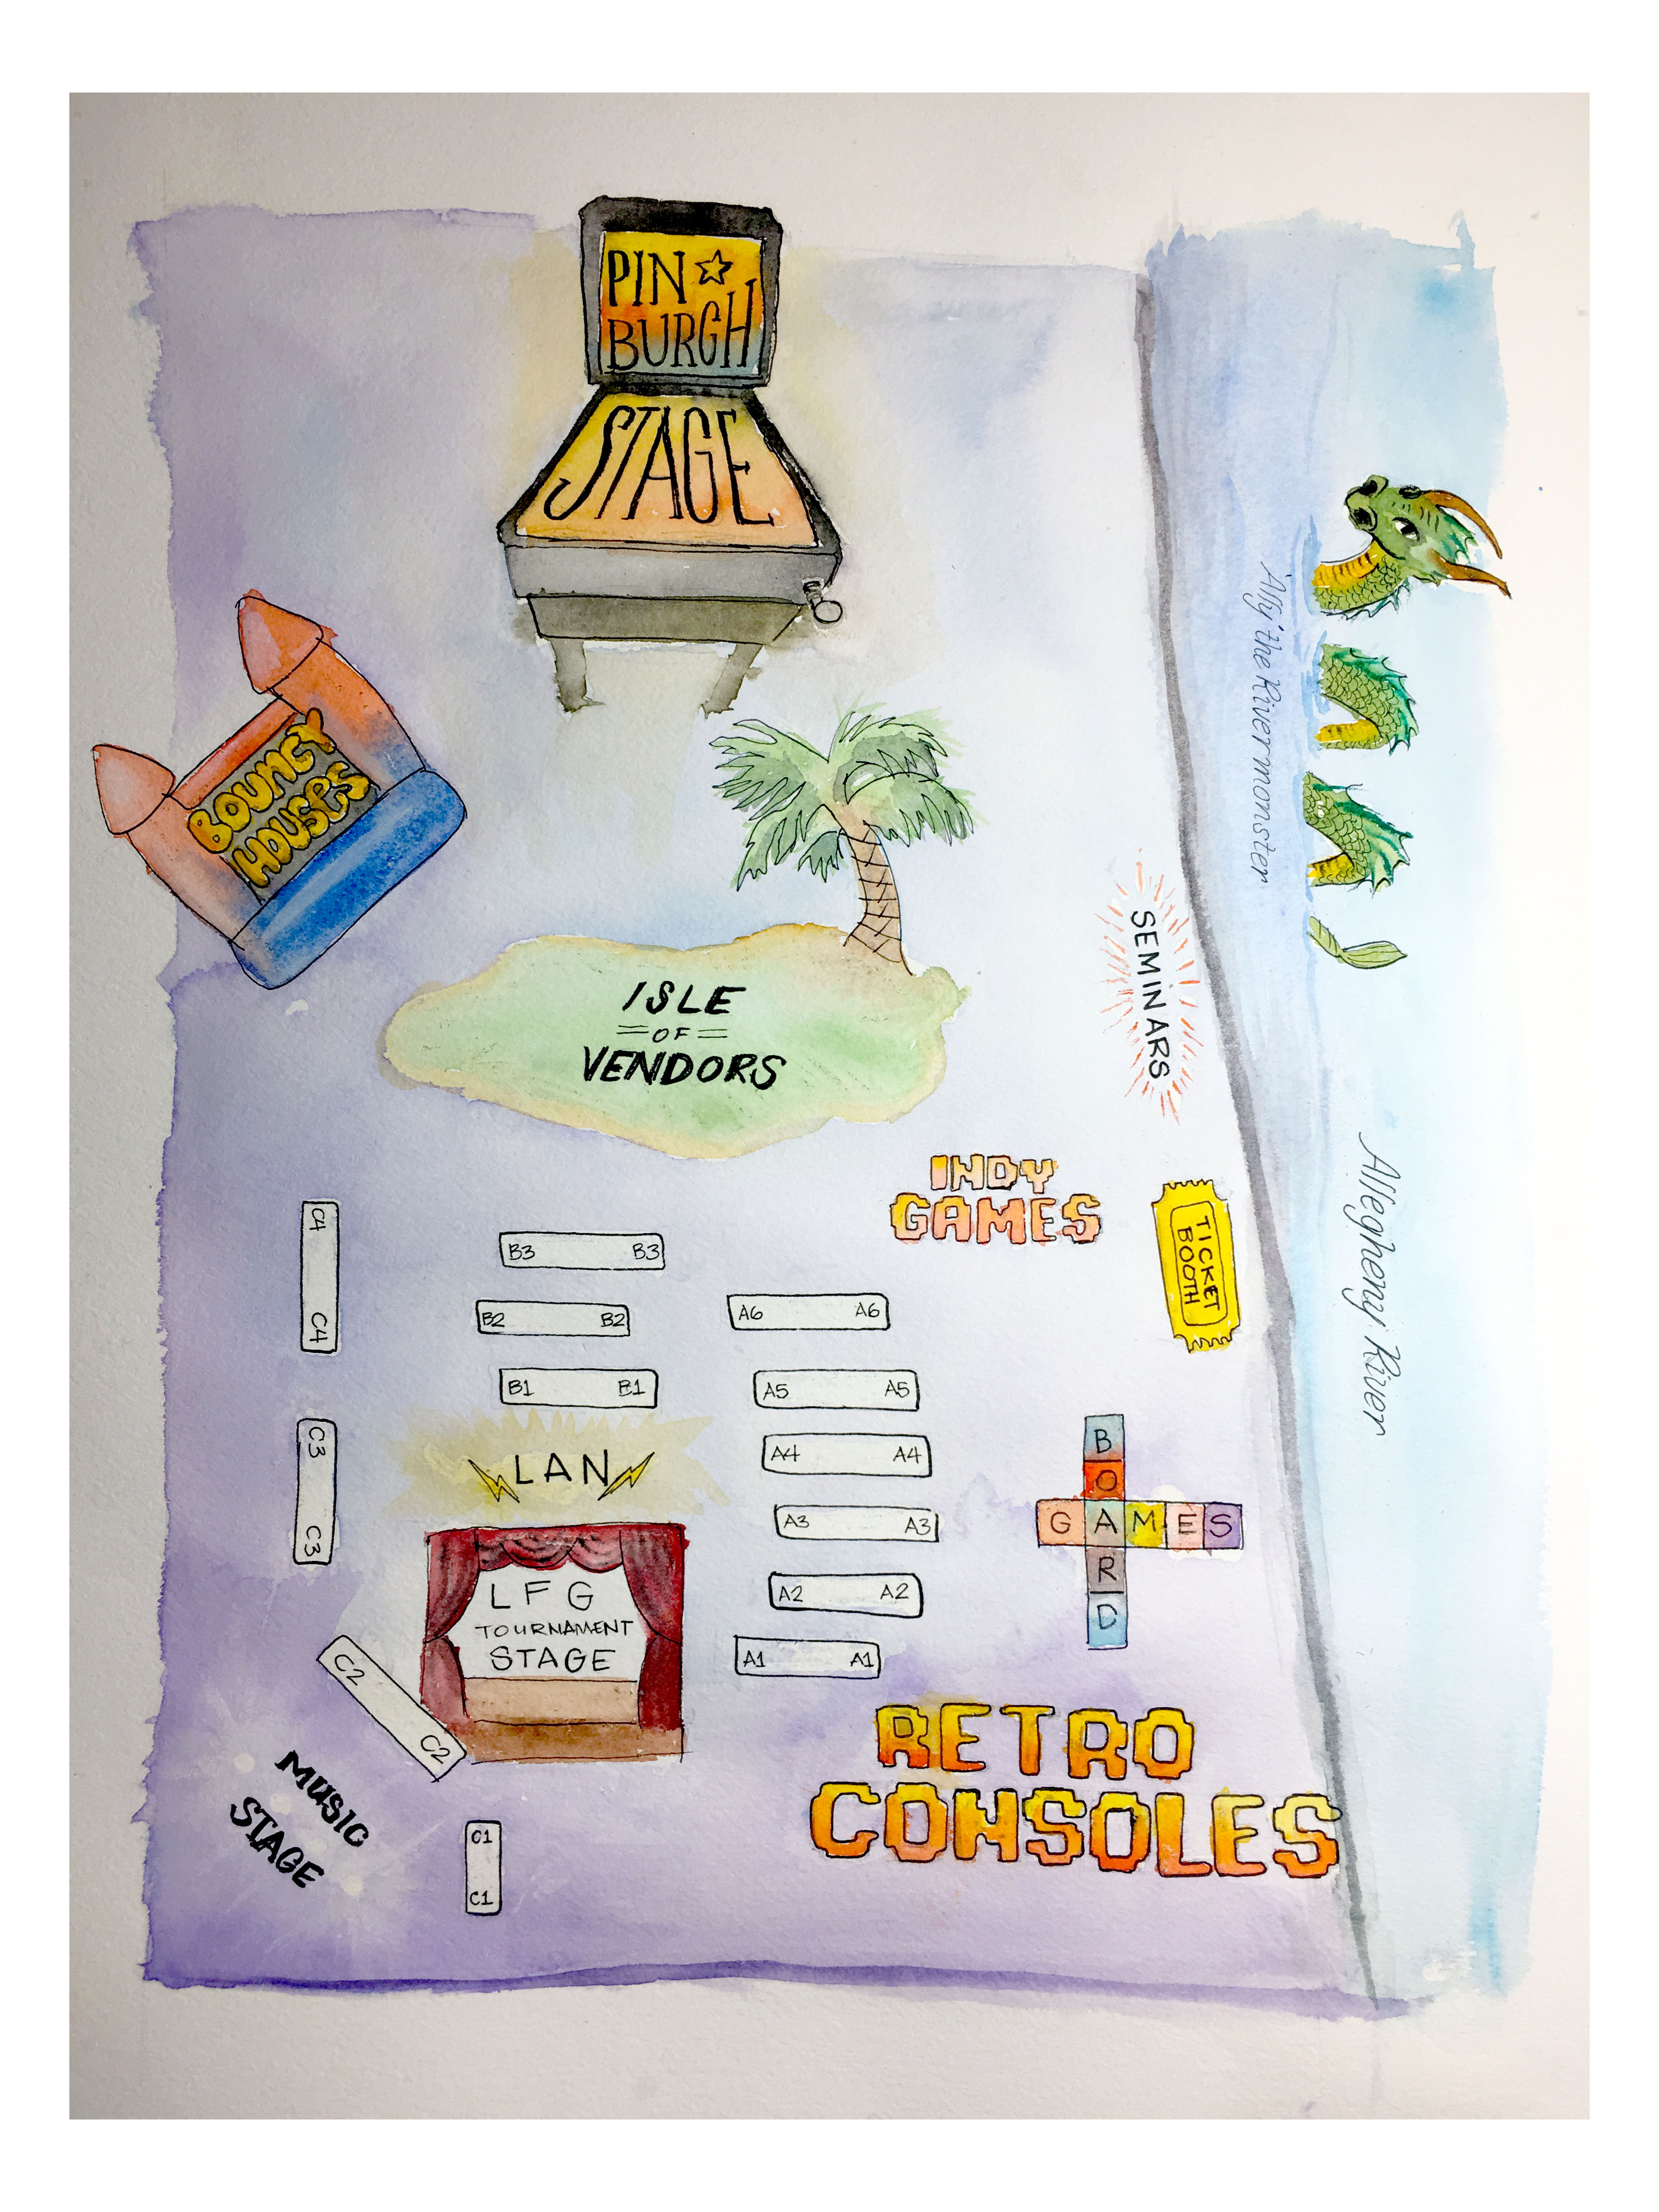 PIN☆
BURGH
STAGE
BOUNCY
HOUSES
Ally the Rivermonster
ISLE
OF
VENDORS
SEMINARS
INDY
GAMES
TICKET
BOOTH
Allegheny River
C4 C4
B3 B3
B2 B2
A6 A6
B1 B1
A5 A5
C3 C3
LAN
A4 A4
BOARD
GAMES
A3 A3
LFG
TOURNAMENT
STAGE
A2 A2
A1 A1
C2 C2
RETRO
CONSOLES
MUSIC
STAGE
C1
C1